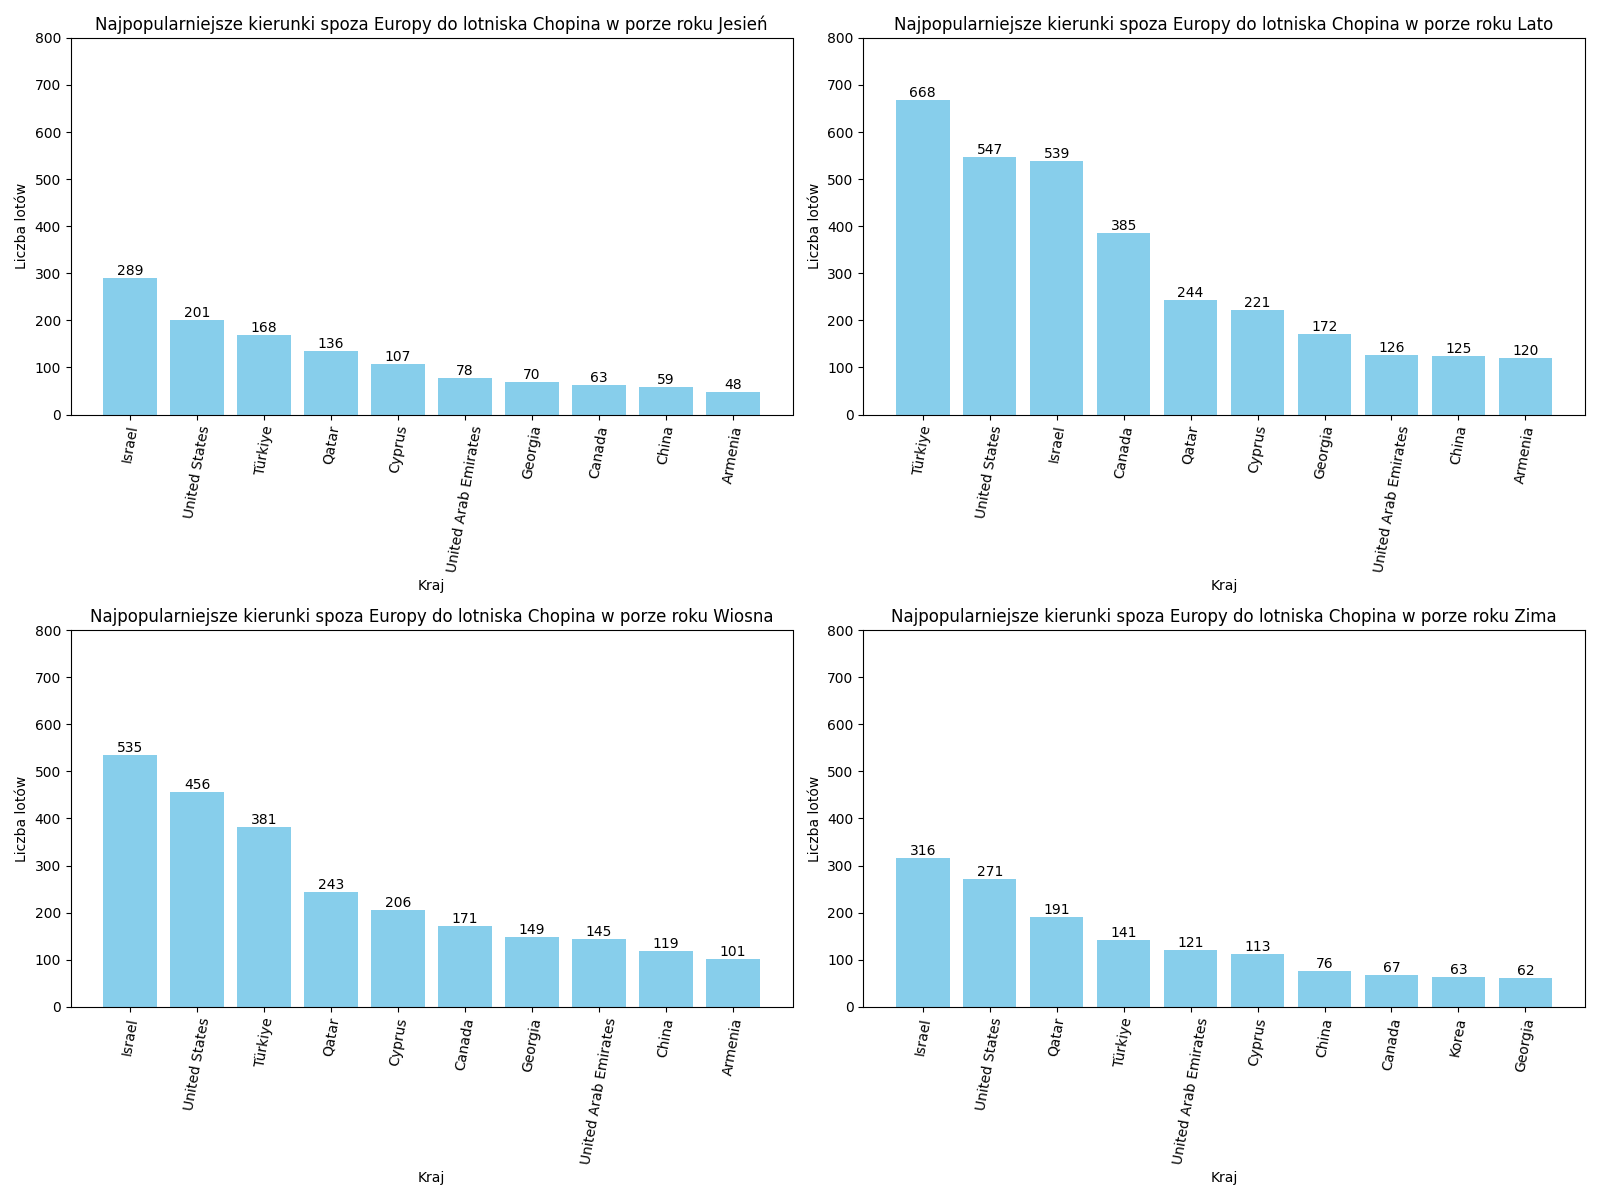 Najpopularniejsze kierunki spoza Europy do lotniska Chopina w porze roku Jesień
800
700
600
500
400
300
200
100
0
Liczba lotów
289
201
168
136
107
78
70
63
59
48
Israel
United States
Türkiye
Qatar
Cyprus
United Arab Emirates
Georgia
Canada
China
Armenia
Kraj
Najpopularniejsze kierunki spoza Europy do lotniska Chopina w porze roku Lato
800
700
600
500
400
300
200
100
0
Liczba lotów
668
547
539
385
244
221
172
126
125
120
Türkiye
United States
Israel
Canada
Qatar
Cyprus
Georgia
United Arab Emirates
China
Armenia
Kraj
Najpopularniejsze kierunki spoza Europy do lotniska Chopina w porze roku Wiosna
800
700
600
500
400
300
200
100
0
Liczba lotów
535
456
381
243
206
171
149
145
119
101
Israel
United States
Türkiye
Qatar
Cyprus
Canada
Georgia
United Arab Emirates
China
Armenia
Kraj
Najpopularniejsze kierunki spoza Europy do lotniska Chopina w porze roku Zima
800
700
600
500
400
300
200
100
0
Liczba lotów
316
271
191
141
121
113
76
67
63
62
Israel
United States
Qatar
Türkiye
United Arab Emirates
Cyprus
China
Canada
Korea
Georgia
Kraj